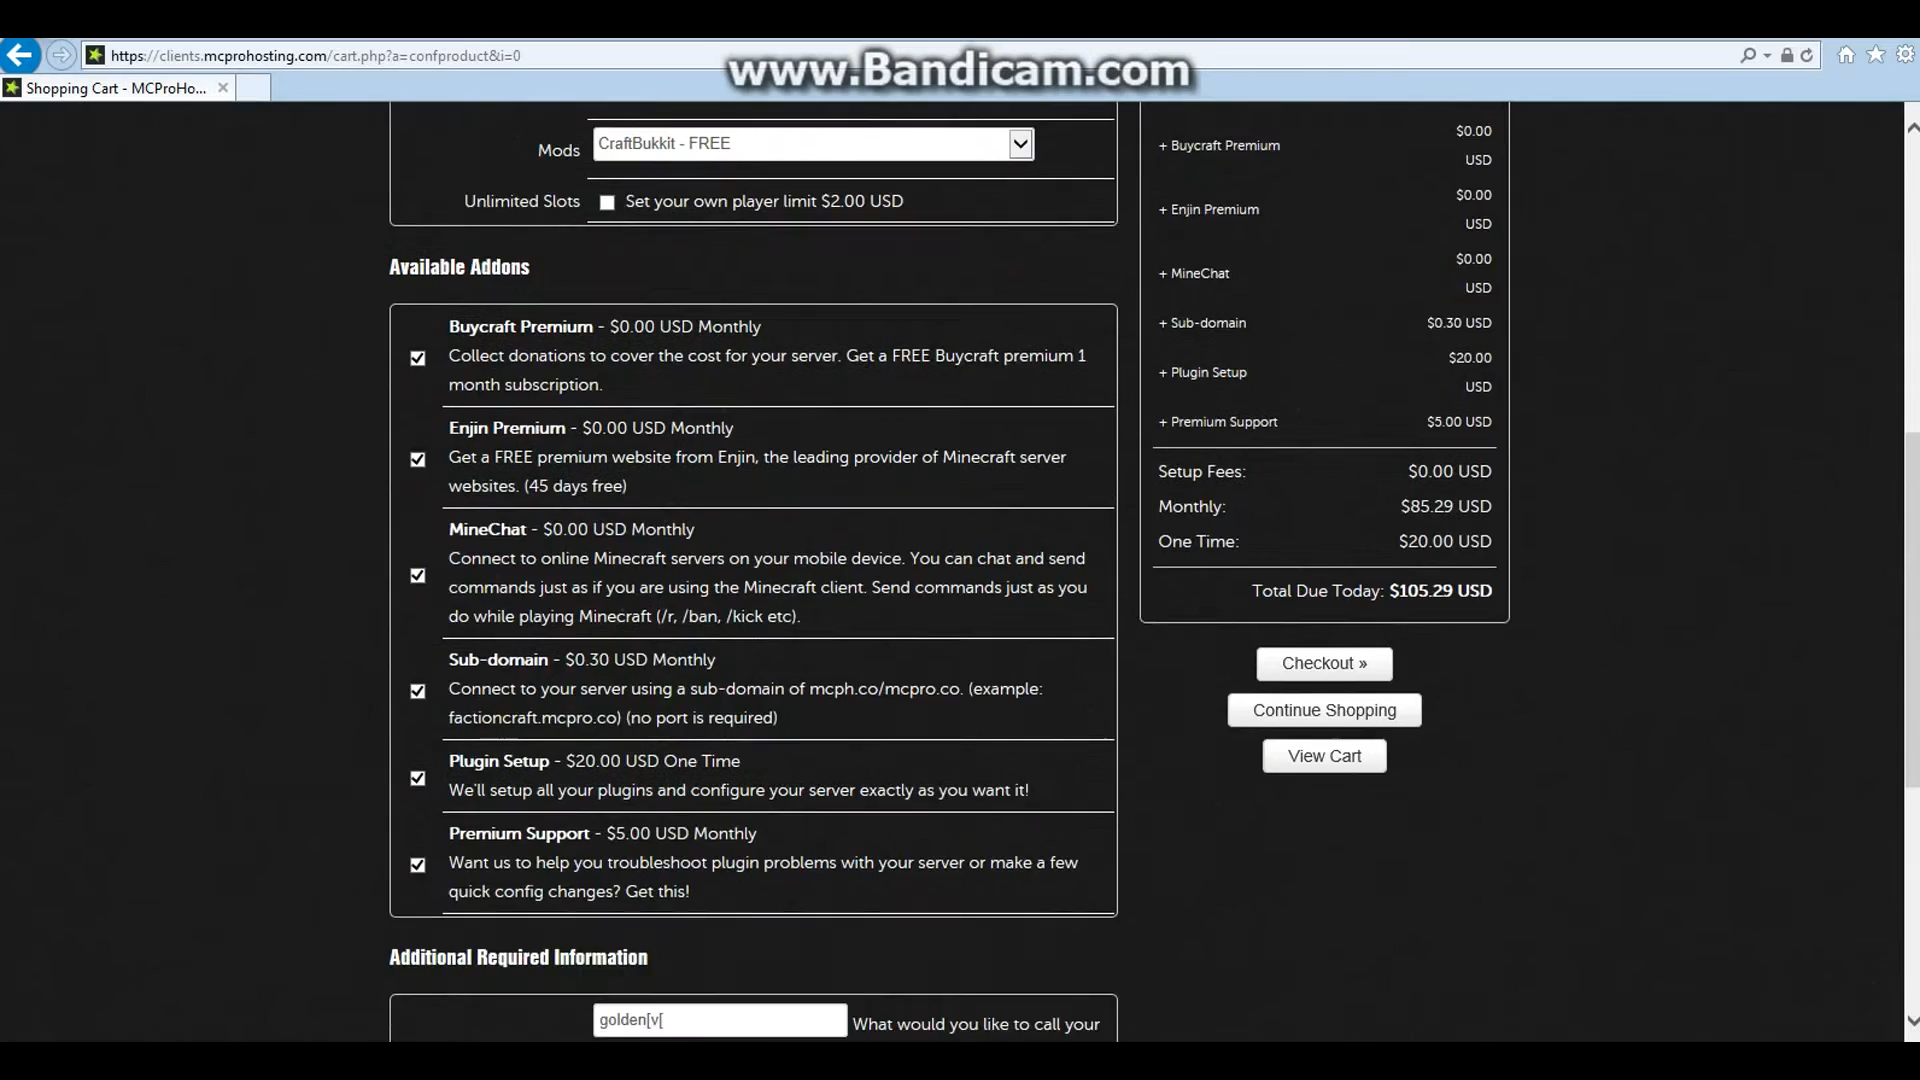 https://clients.mcprohosting.com/cart.php?a=confproduct&i=0
www.Bandicam.com
Shopping Cart - MCProHo...
Mods
CraftBukkit - FREE
Unlimited Slots
Set your own player limit $2.00 USD
Available Addons
Buycraft Premium - $0.00 USD Monthly
Collect donations to cover the cost for your server. Get a FREE Buycraft premium 1
month subscription.
Enjin Premium - $0.00 USD Monthly
Get a FREE premium website from Enjin, the leading provider of Minecraft server
websites. (45 days free)
MineChat - $0.00 USD Monthly
Connect to online Minecraft servers on your mobile device. You can chat and send
commands just as if you are using the Minecraft client. Send commands just as you
do while playing Minecraft (/r, /ban, /kick etc).
Sub-domain - $0.30 USD Monthly
Connect to your server using a sub-domain of mcph.co/mcpro.co. (example:
factioncraft.mcpro.co) (no port is required)
Plugin Setup - $20.00 USD One Time
We'll setup all your plugins and configure your server exactly as you want it!
Premium Support - $5.00 USD Monthly
Want us to help you troubleshoot plugin problems with your server or make a few
quick config changes? Get this!
Additional Required Information
golden[v[
What would you like to call your
+ Buycraft Premium
$0.00
USD
+ Enjin Premium
$0.00
USD
+ MineChat
$0.00
USD
+ Sub-domain
$0.30 USD
+ Plugin Setup
$20.00
USD
+ Premium Support
$5.00 USD
Setup Fees:
$0.00 USD
Monthly:
$85.29 USD
One Time:
$20.00 USD
Total Due Today: $105.29 USD
Checkout »
Continue Shopping
View Cart